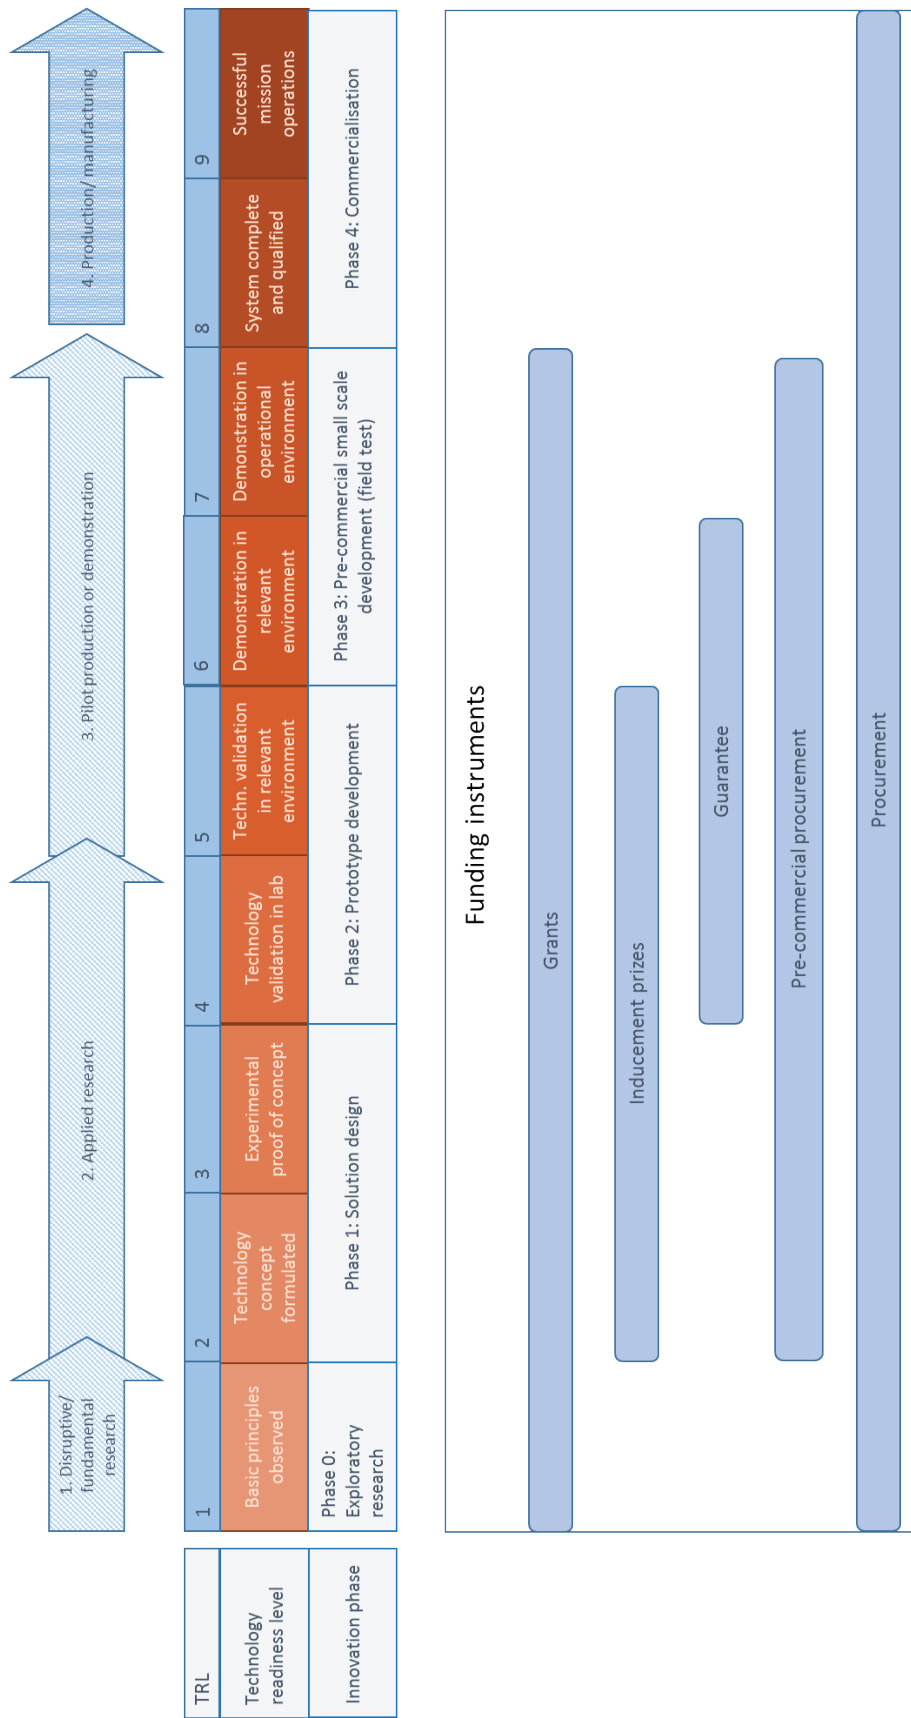 1. Disruptive/
fundamental
research
2. Applied research
3. Pilot production or demonstration
4. Production/ manufacturing
TRL
1
2
3
4
5
6
7
8
9
Technology
readiness level
Basic principles
observed
Technology
concept
formulated
Experimental
proof of concept
Technology
validation in lab
Techn. validation
in relevant
environment
Demonstration in
relevant
environment
Demonstration in
operational
environment
System complete
and qualified
Successful
mission
operations
Innovation phase
Phase 0:
Exploratory
research
Phase 1: Solution design
Phase 2: Prototype development
Phase 3: Pre-commercial small scale
development (field test)
Phase 4: Commercialisation
Funding instruments
Grants
Inducement prizes
Guarantee
Pre-commercial procurement
Procurement